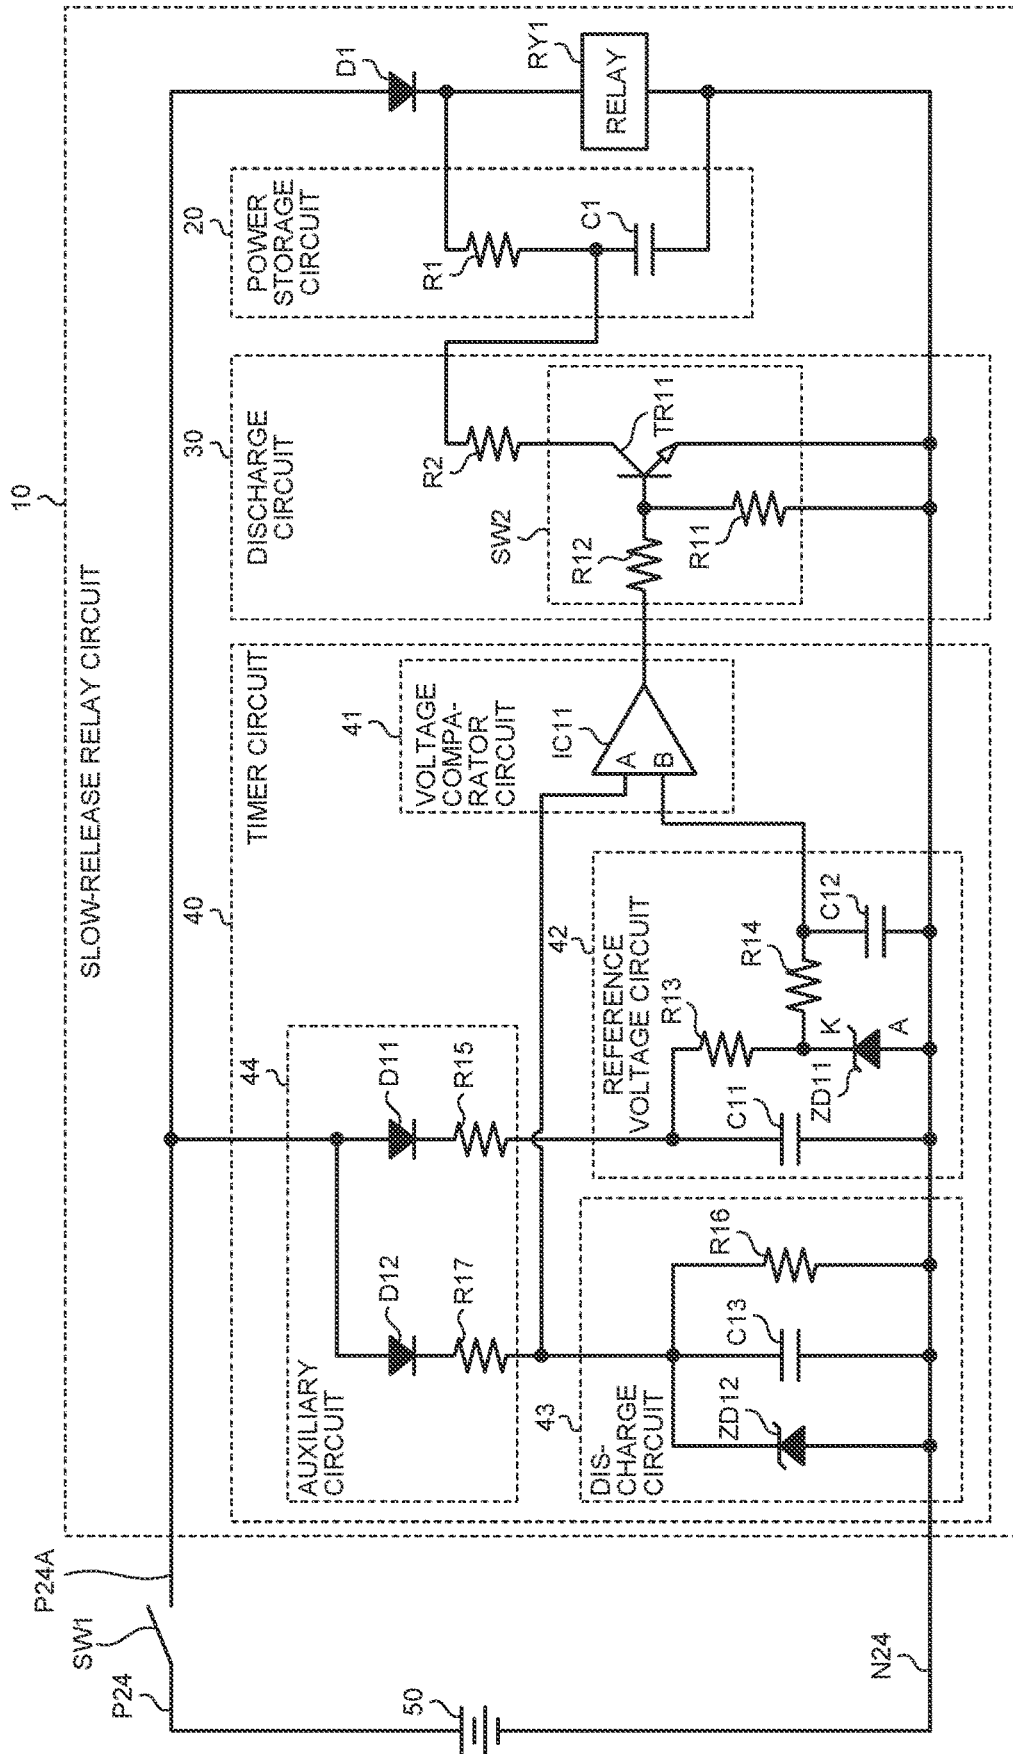 10
SLOW-RELEASE RELAY CIRCUIT
P24
SW1
P24A
50
N24
40
TIMER CIRCUIT
44
AUXILIARY
CIRCUIT
D12
R17
D11
R15
43
DIS-
CHARGE
CIRCUIT
ZD12
C13
R16
42
REFERENCE
VOLTAGE CIRCUIT
C11
R13
ZD11
K
A
R14
C12
41
VOLTAGE
COMPA-
RATOR
CIRCUIT
IC11
A
B
30
DISCHARGE
CIRCUIT
R2
SW2
R12
R11
TR11
20
POWER
STORAGE
CIRCUIT
R1
C1
D1
RY1
RELAY